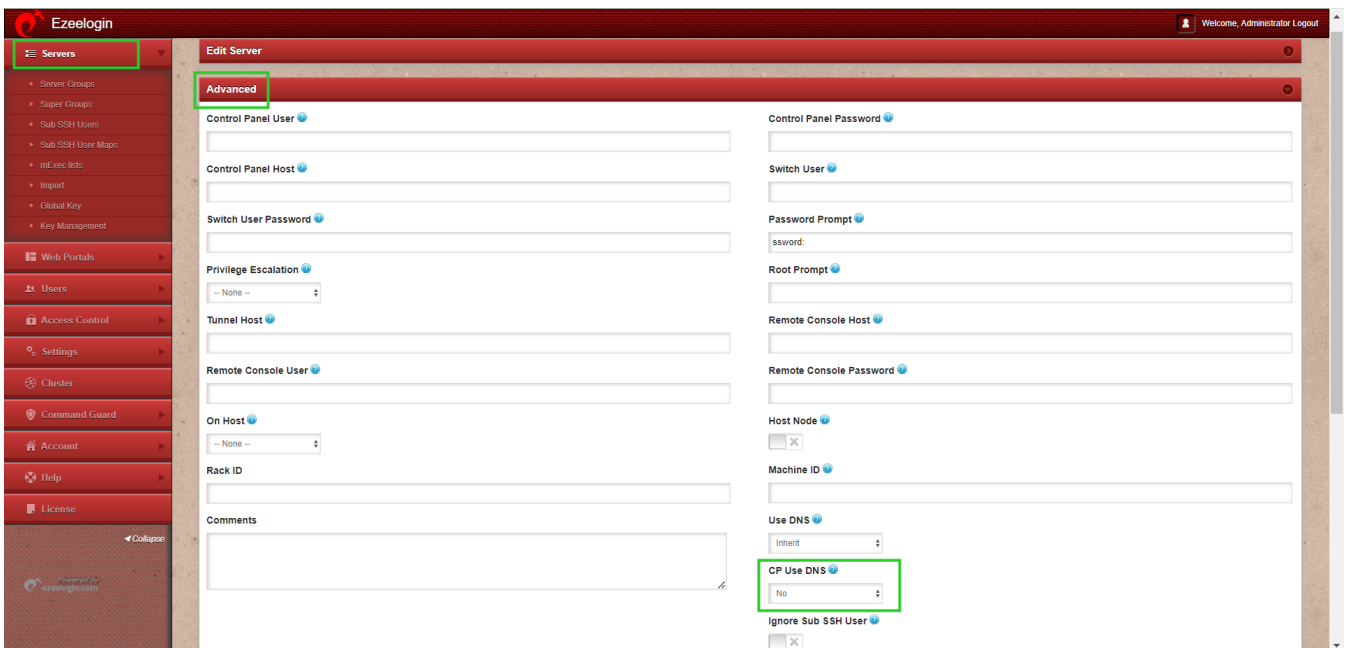 Ezeelogin
Welcome, Administrator Logout
Servers
Server Groups
Super Groups
Sub SSH Users
Sub SSH User Maps
mExec lists
Import
Global Key
Key Management
Web Portals
Users
Access Control
Settings
Cluster
Command Guard
Account
Help
License
Collapse
Powered by
ezeelogin.com
Edit Server
Advanced
Control Panel User
Control Panel Password
Control Panel Host
Switch User
Switch User Password
Password Prompt
ssword:
Privilege Escalation
-- None --
Root Prompt
Tunnel Host
Remote Console Host
Remote Console User
Remote Console Password
On Host
-- None --
Host Node
Rack ID
Machine ID
Comments
Use DNS
Inherit
CP Use DNS
No
Ignore Sub SSH User